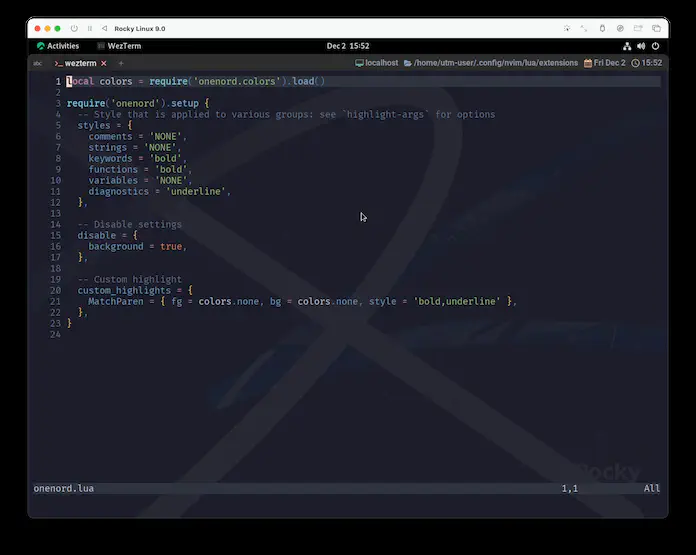 Rocky Linux 9.0
Activities
WezTerm
Dec 2 15:52
wezterm
localhost /home/utm-user/.config/nvim/lua/extensions Fri Dec 2 15:52
1 local colors = require('onenord.colors').load()
2
3 require('onenord').setup {
4 -- Style that is applied to various groups: see `highlight-args` for options
5 styles = {
6 comments = 'NONE',
7 strings = 'NONE',
8 keywords = 'bold',
9 functions = 'bold',
10 variables = 'NONE',
11 diagnostics = 'underline',
12 },
13
14 -- Disable settings
15 disable = {
16 background = true,
17 },
18
19 -- Custom highlight
20 custom_highlights = {
21 MatchParen = { fg = colors.none, bg = colors.none, style = 'bold,underline' },
22 },
23 }
24
Rocky
onenord.lua 1,1 All